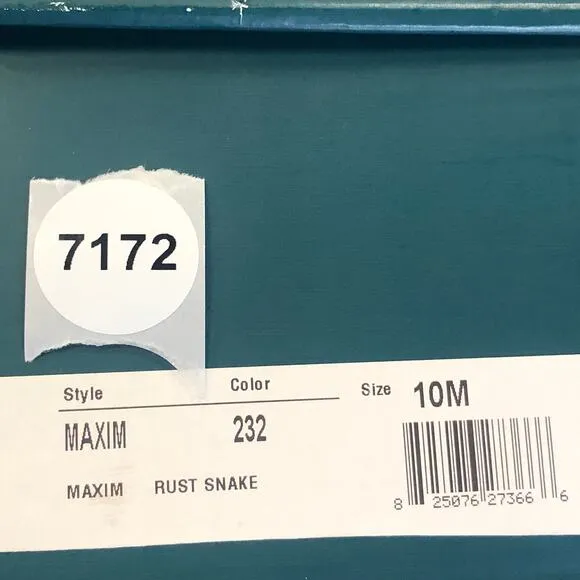 7172
Style Color Size 10M
MAXIM 232
MAXIM RUST SNAKE
8 25076 27366 6